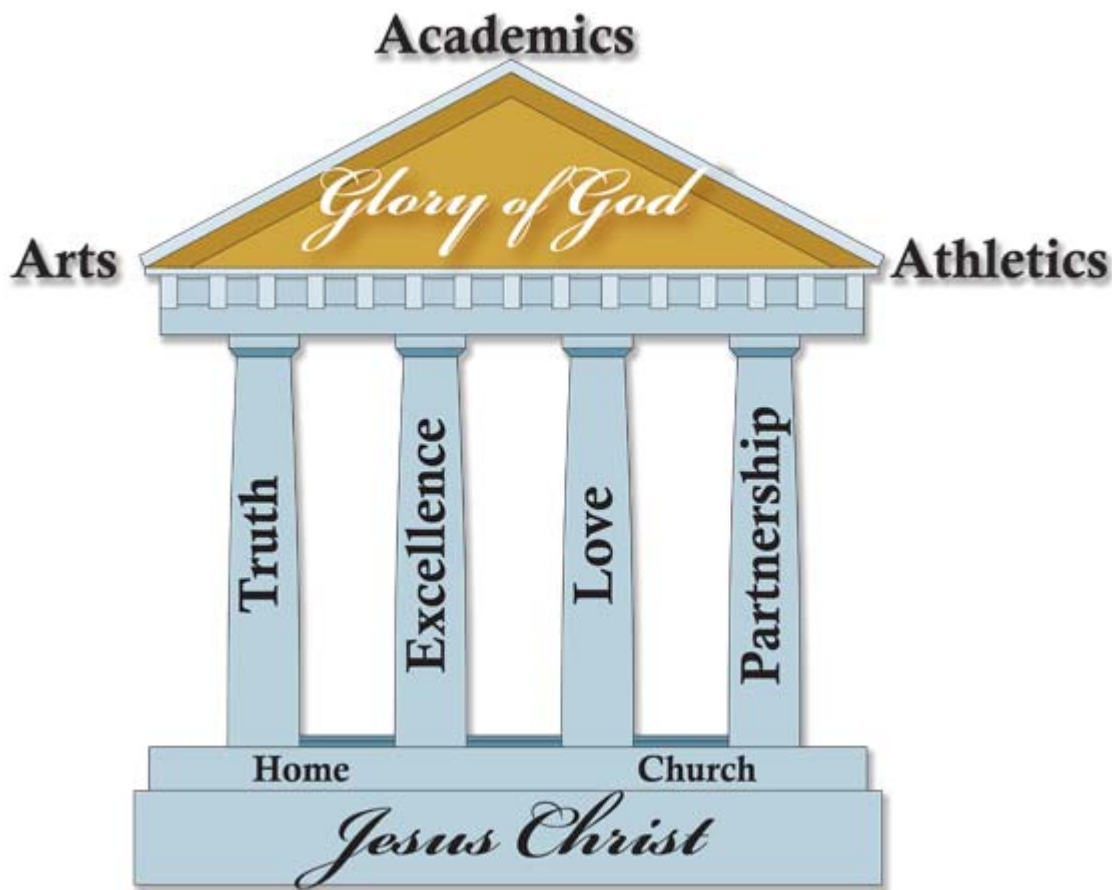 Academics
Glory of God
Arts
Athletics
Truth
Excellence
Love
Partnership
Home
Church
Jesus Christ